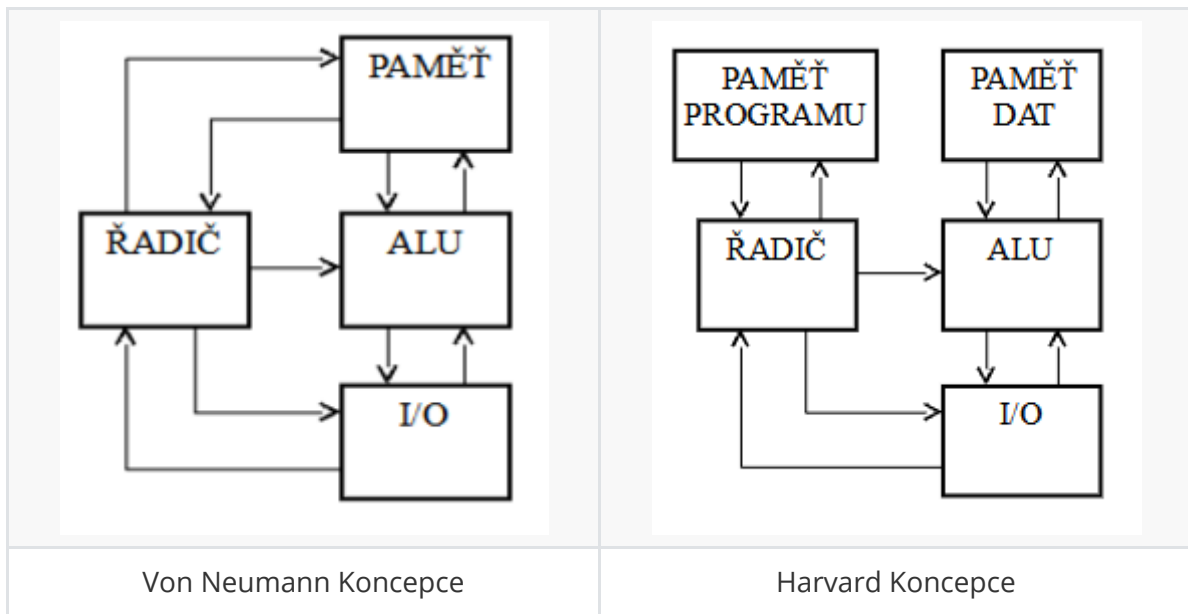 PAMĚŤ
ŘADIČ
ALU
I/O
Von Neumann Koncepce
PAMĚŤ
PROGRAMU
PAMĚŤ
DAT
ŘADIČ
ALU
I/O
Harvard Koncepce